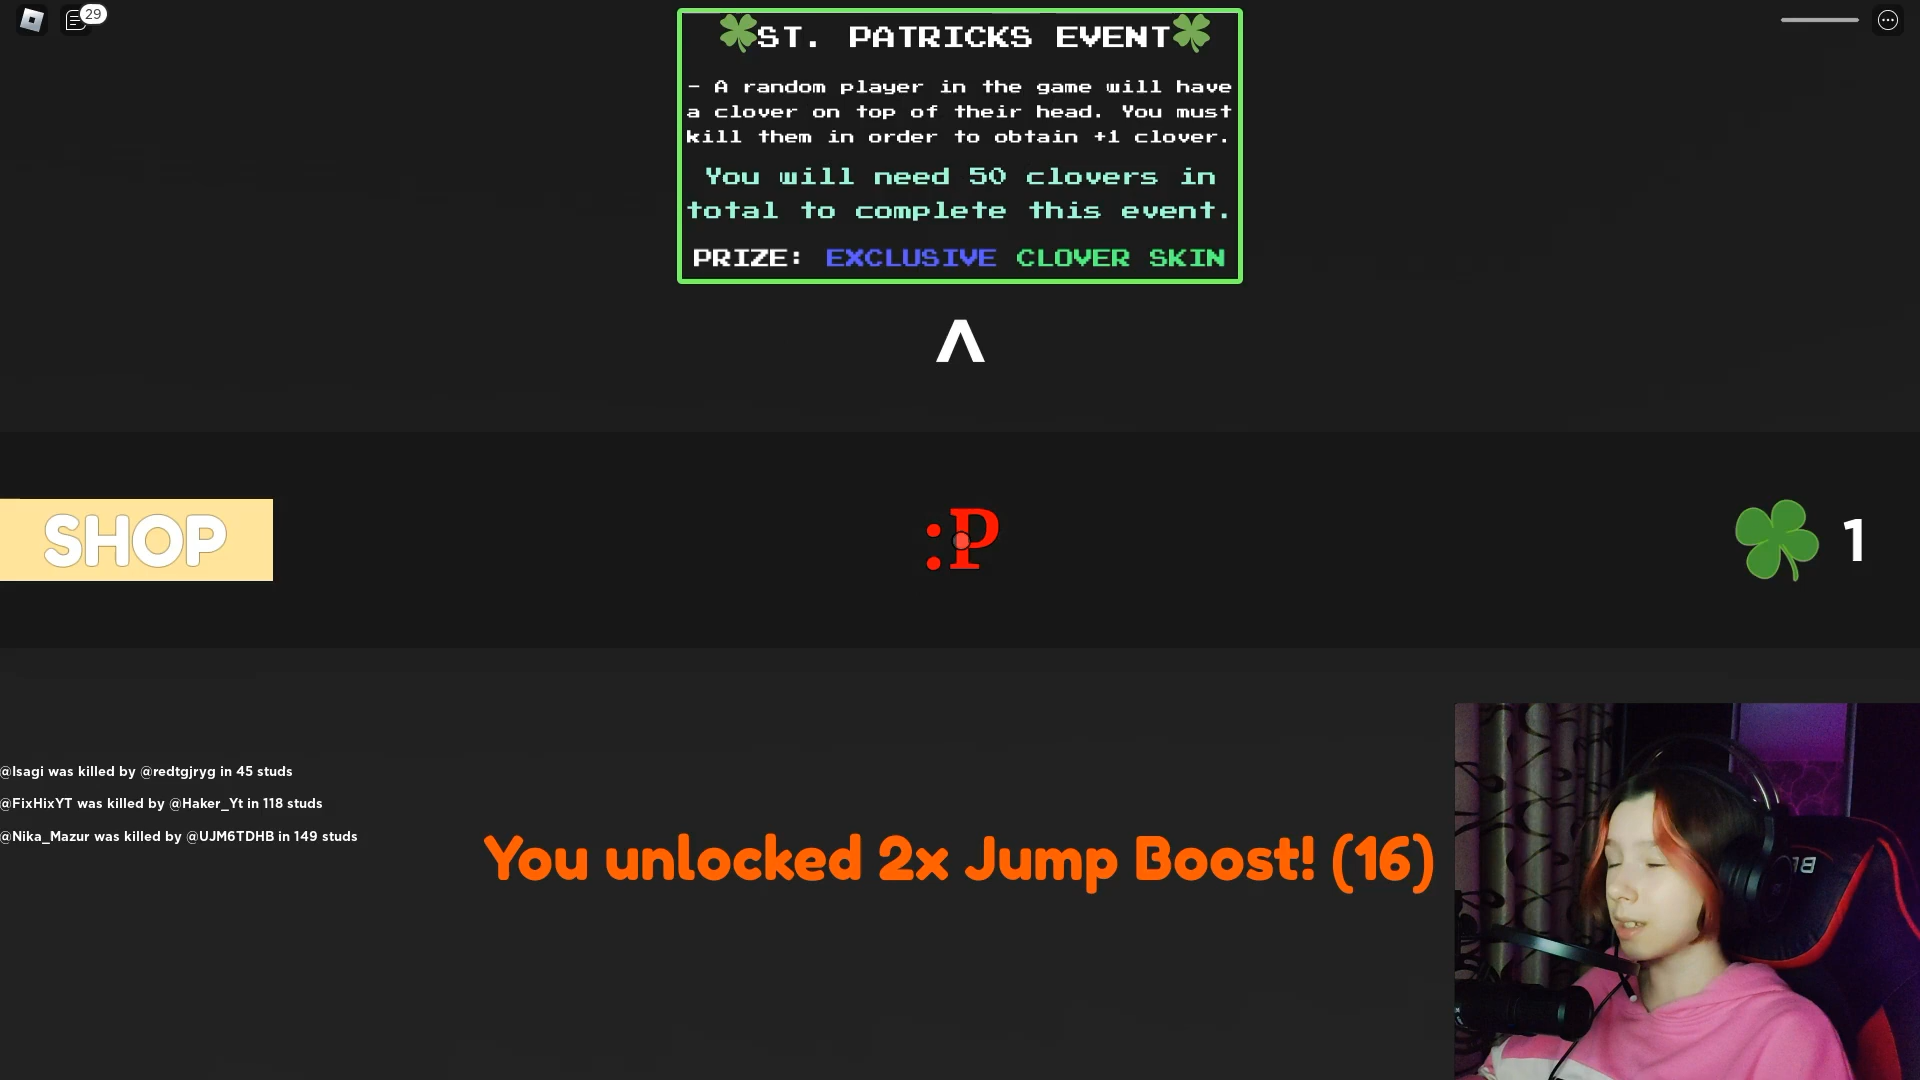 29
ST. PATRICKS EVENT
- A random player in the game will have
a clover on top of their head. You must
kill them in order to obtain +1 clover.
You will need 50 clovers in
total to complete this event.
PRIZE: EXCLUSIVE CLOVER SKIN
^
SHOP
:P
1
@Isagi was killed by @redtgjryg in 45 studs
@FixHixYT was killed by @Haker_Yt in 118 studs
@Nika_Mazur was killed by @UJM6TDHB in 149 studs
You unlocked 2x Jump Boost! (16)